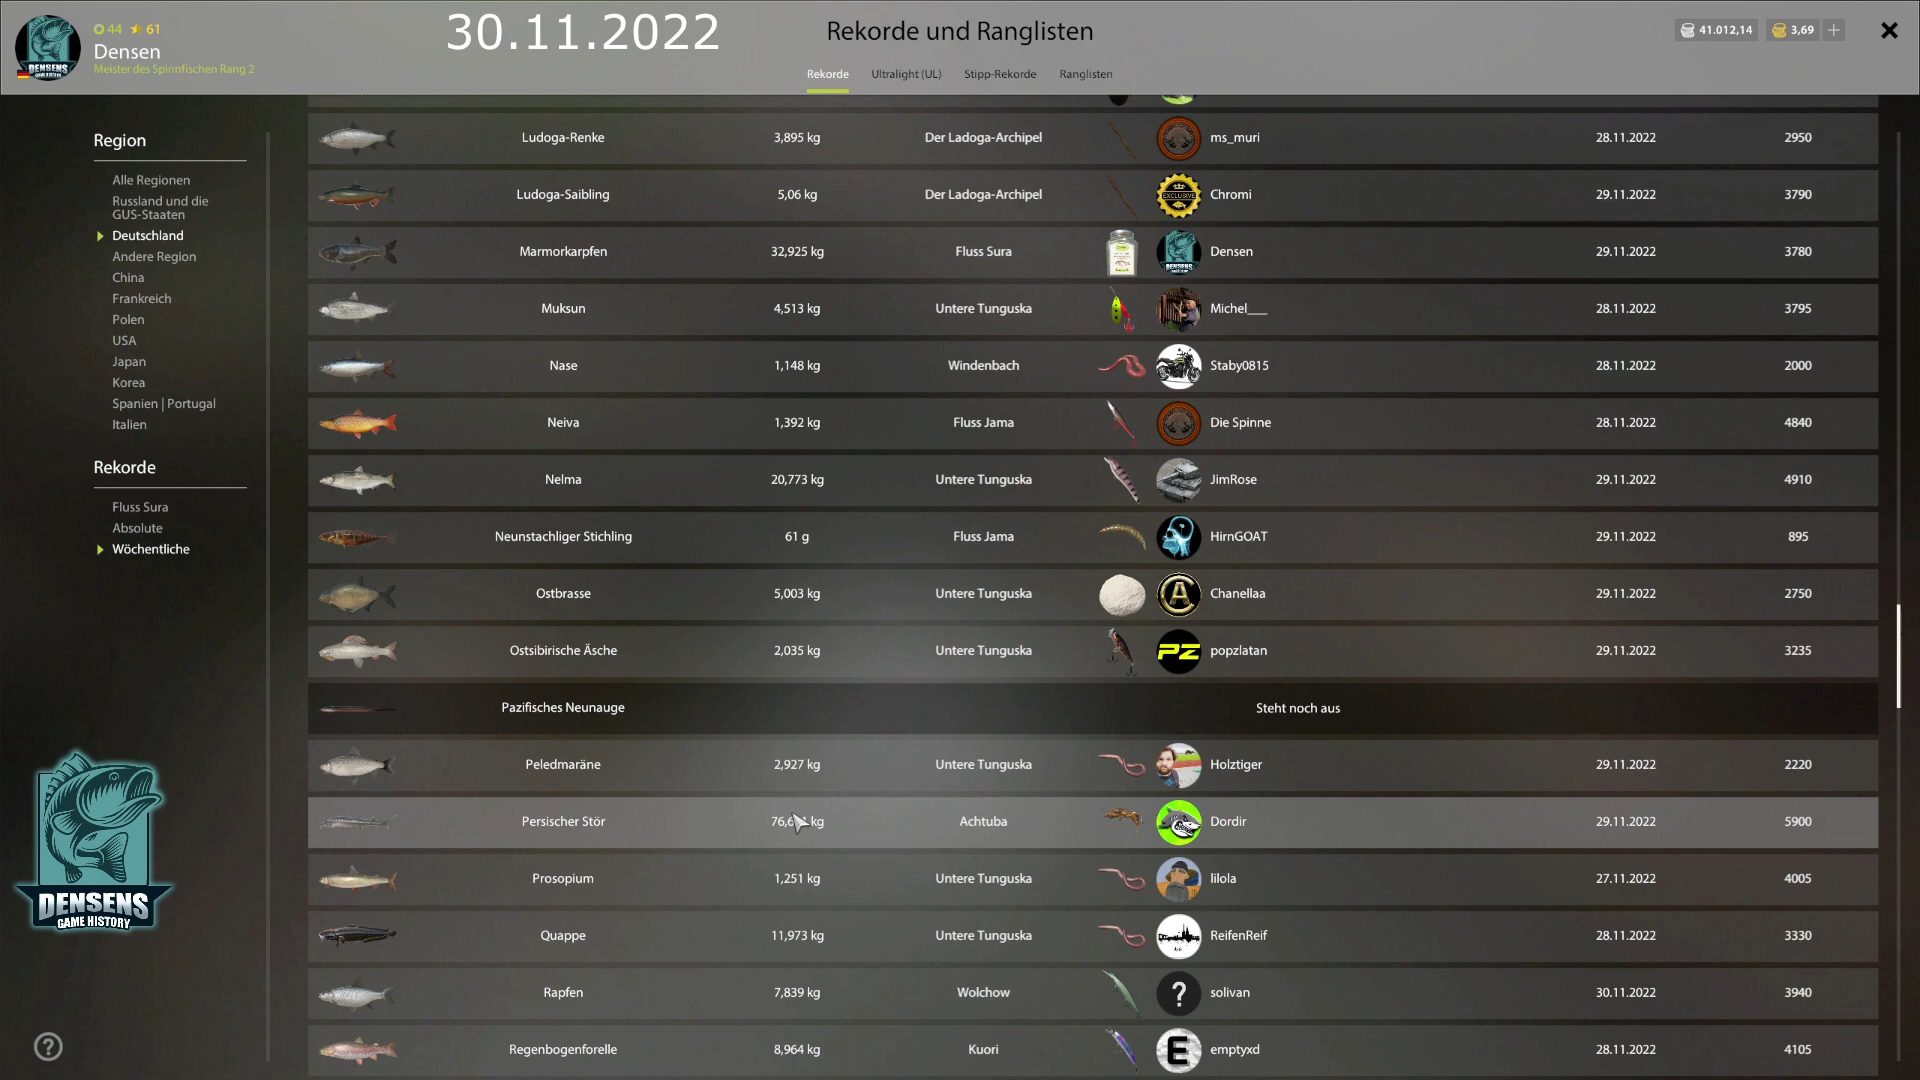 44 61
Densen
Meister des Spinnfischen Rang 2
30.11.2022
Rekorde und Ranglisten
41.012,14 3,69 +
Rekorde Ultralight (UL) Stipp-Rekorde Ranglisten
Region
Alle Regionen
Russland und die
GUS-Staaten
Deutschland
Andere Region
China
Frankreich
Polen
USA
Japan
Korea
Spanien | Portugal
Italien
Rekorde
Fluss Sura
Absolute
Wöchentliche
Ludoga-Renke 3,895 kg Der Ladoga-Archipel ms_muri 28.11.2022 2950
Ludoga-Saibling 5,06 kg Der Ladoga-Archipel EXCLUSIVE Chromi 29.11.2022 3790
Marmorkarpfen 32,925 kg Fluss Sura Densen 29.11.2022 3780
Muksun 4,513 kg Untere Tunguska Michel___ 28.11.2022 3795
Nase 1,148 kg Windenbach Staby0815 28.11.2022 2000
Neiva 1,392 kg Fluss Jama Die Spinne 28.11.2022 4840
Nelma 20,773 kg Untere Tunguska JimRose 29.11.2022 4910
Neunstachliger Stichling 61 g Fluss Jama HirnGOAT 29.11.2022 895
Ostbrasse 5,003 kg Untere Tunguska Chanellaa 29.11.2022 2750
Ostsibirische Äsche 2,035 kg Untere Tunguska PZ popzlatan 29.11.2022 3235
Pazifisches Neunauge Steht noch aus
Peledmaräne 2,927 kg Untere Tunguska Holztiger 29.11.2022 2220
Persischer Stör kg Achtuba Dordir 29.11.2022 5900
Prosopium 1,251 kg Untere Tunguska lilola 27.11.2022 4005
Quappe 11,973 kg Untere Tunguska ReifenReif 28.11.2022 3330
Rapfen 7,839 kg Wolchow ? solivan 30.11.2022 3940
Regenbogenforelle 8,964 kg Kuori E emptyxd 28.11.2022 4105
DENSENS
GAME HISTORY
?